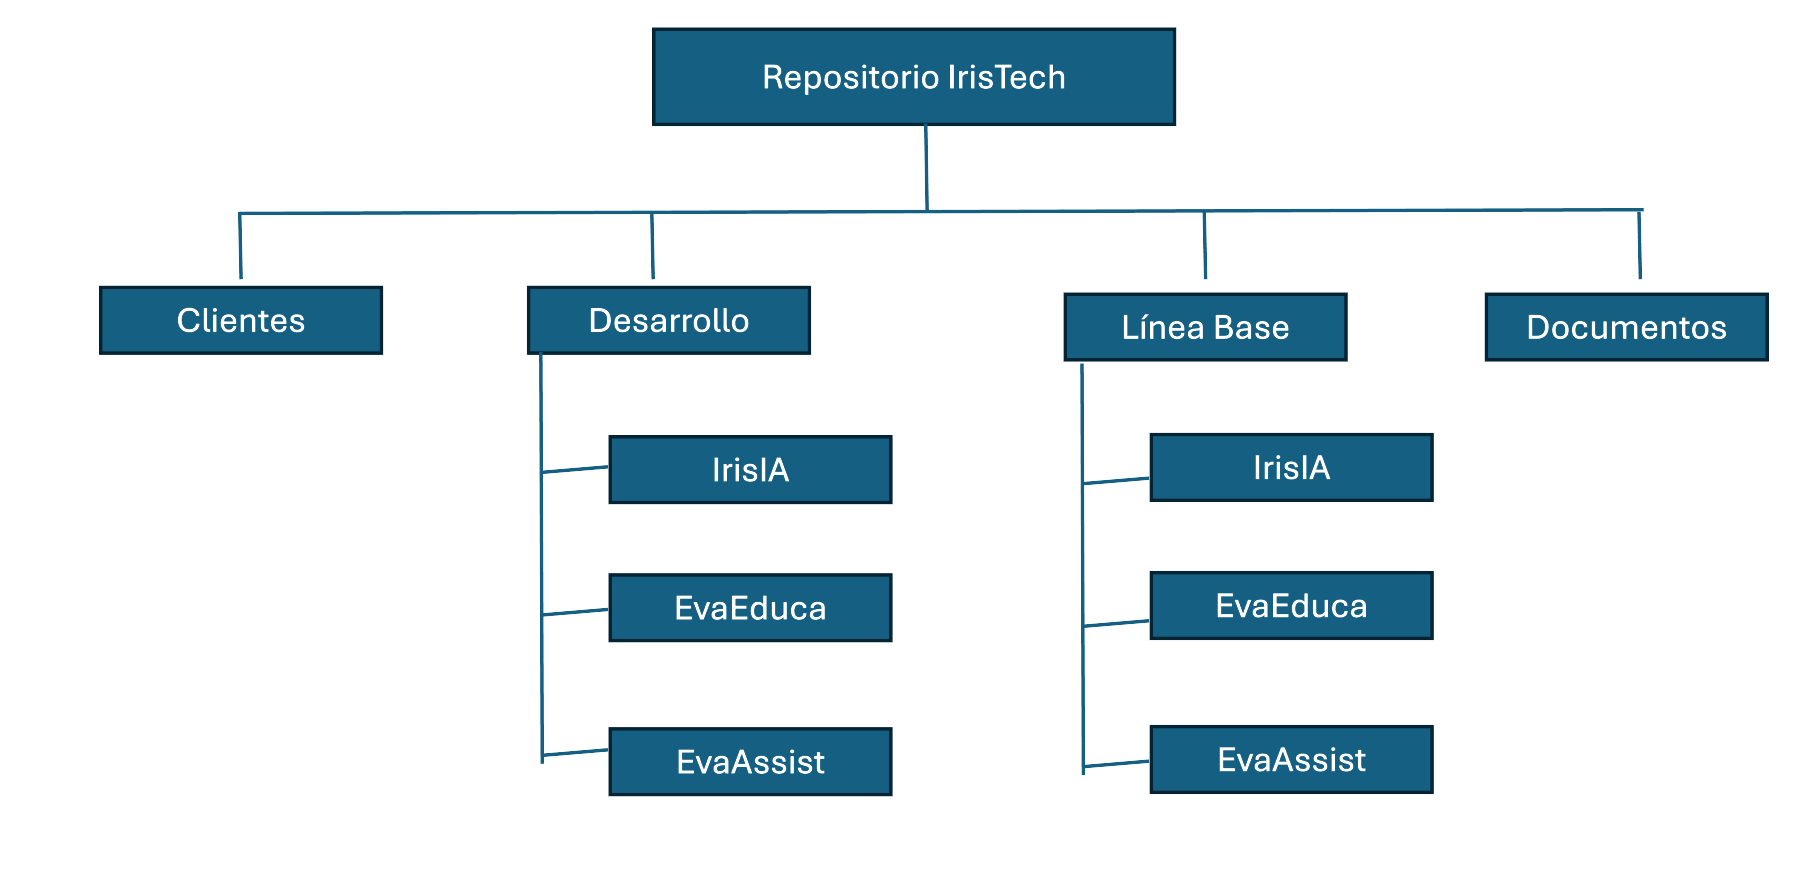 Repositorio IrisTech
Clientes
Desarrollo
Línea Base
Documentos
IrisIA
EvaEduca
EvaAssist
IrisIA
EvaEduca
EvaAssist